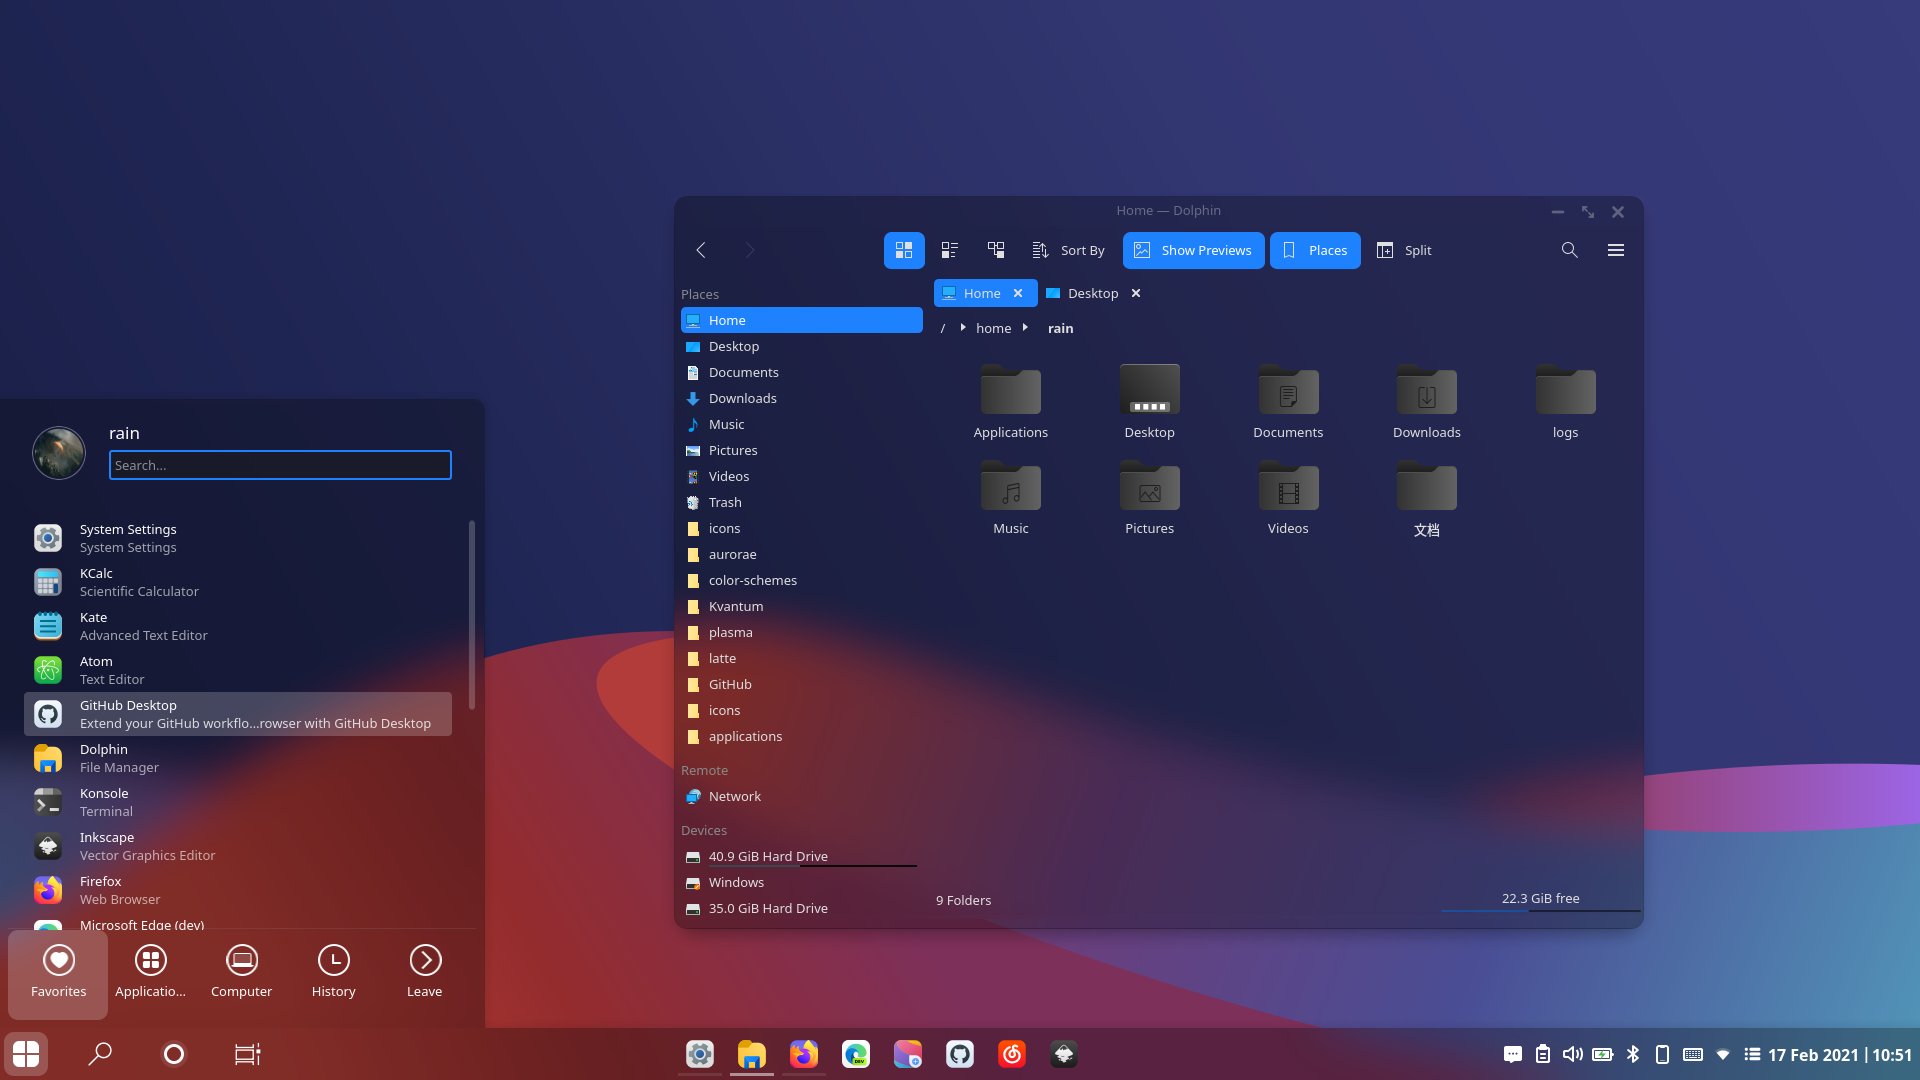 Home — Dolphin
Sort By
Show Previews
Places
Split
Places
Home
Desktop
Documents
Downloads
Music
Pictures
Videos
Trash
icons
aurorae
color-schemes
Kvantum
plasma
latte
GitHub
icons
applications
Remote
Network
Devices
40.9 GiB Hard Drive
Windows
35.0 GiB Hard Drive
Home
Desktop
/ home rain
Applications
Desktop
Documents
Downloads
logs
Music
Pictures
Videos
文档
9 Folders
22.3 GiB free
rain
Search...
System Settings
System Settings
KCalc
Scientific Calculator
Kate
Advanced Text Editor
Atom
Text Editor
GitHub Desktop
Extend your GitHub workflo...rowser with GitHub Desktop
Dolphin
File Manager
Konsole
Terminal
Inkscape
Vector Graphics Editor
Firefox
Web Browser
Microsoft Edge (dev)
Favorites
Applicatio...
Computer
History
Leave
DEV
17 Feb 2021 | 10:51